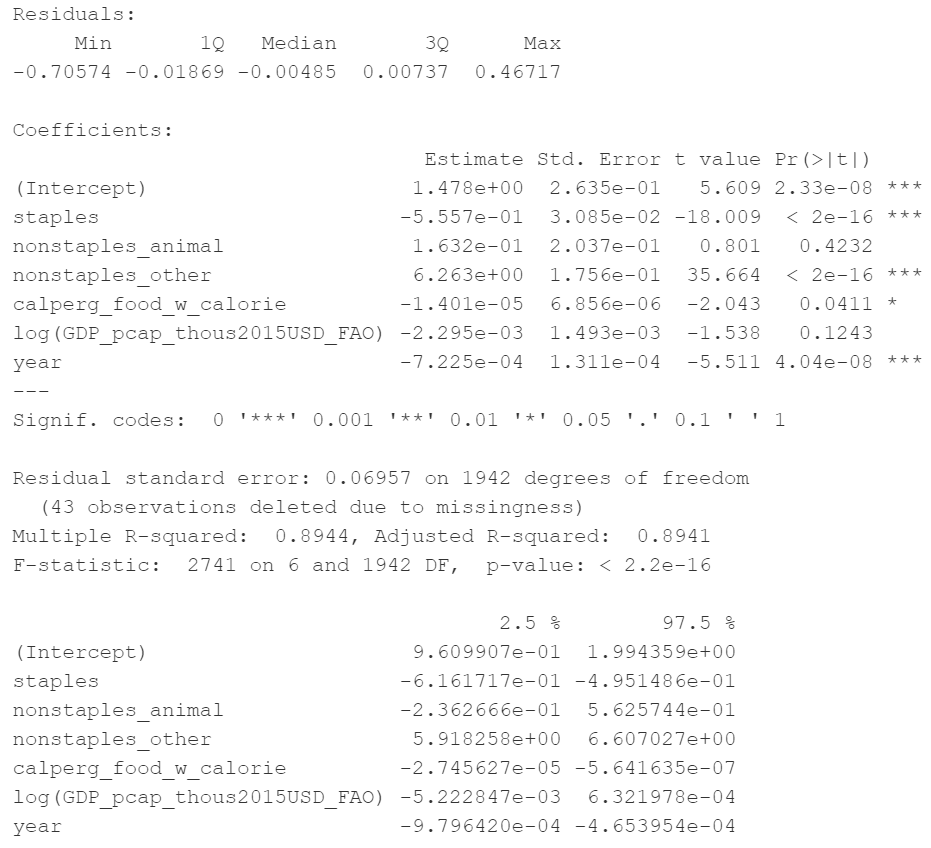 Residuals:
     Min       1Q   Median       3Q      Max
-0.70574 -0.01869 -0.00485  0.00737  0.46717

Coefficients:
                               Estimate Std. Error t value Pr(>|t|)
(Intercept)                   1.478e+00  2.635e-01   5.609 2.33e-08 ***
staples                      -5.557e-01  3.085e-02 -18.009  < 2e-16 ***
nonstaples_animal             1.632e-01  2.037e-01   0.801   0.4232
nonstaples_other              6.263e+00  1.756e-01  35.664  < 2e-16 ***
calperg_food_w_calorie       -1.401e-05  6.856e-06  -2.043   0.0411 *
log(GDP_pcap_thous2015USD_FAO) -2.295e-03  1.493e-03  -1.538   0.1243
year                         -7.225e-04  1.311e-04  -5.511 4.04e-08 ***
---
Signif. codes:  0 '***' 0.001 '**' 0.01 '*' 0.05 '.' 0.1 ' ' 1

Residual standard error: 0.06957 on 1942 degrees of freedom
  (43 observations deleted due to missingness)
Multiple R-squared:  0.8944, Adjusted R-squared:  0.8941
F-statistic:  2741 on 6 and 1942 DF,  p-value: < 2.2e-16

                                     2.5 %        97.5 %
(Intercept)                   9.609907e-01  1.994359e+00
staples                      -6.161717e-01 -4.951486e-01
nonstaples_animal            -2.362666e-01  5.625744e-01
nonstaples_other              5.918258e+00  6.607027e+00
calperg_food_w_calorie       -2.745627e-05 -5.641635e-07
log(GDP_pcap_thous2015USD_FAO) -5.222847e-03  6.321978e-04
year                         -9.796420e-04 -4.653954e-04